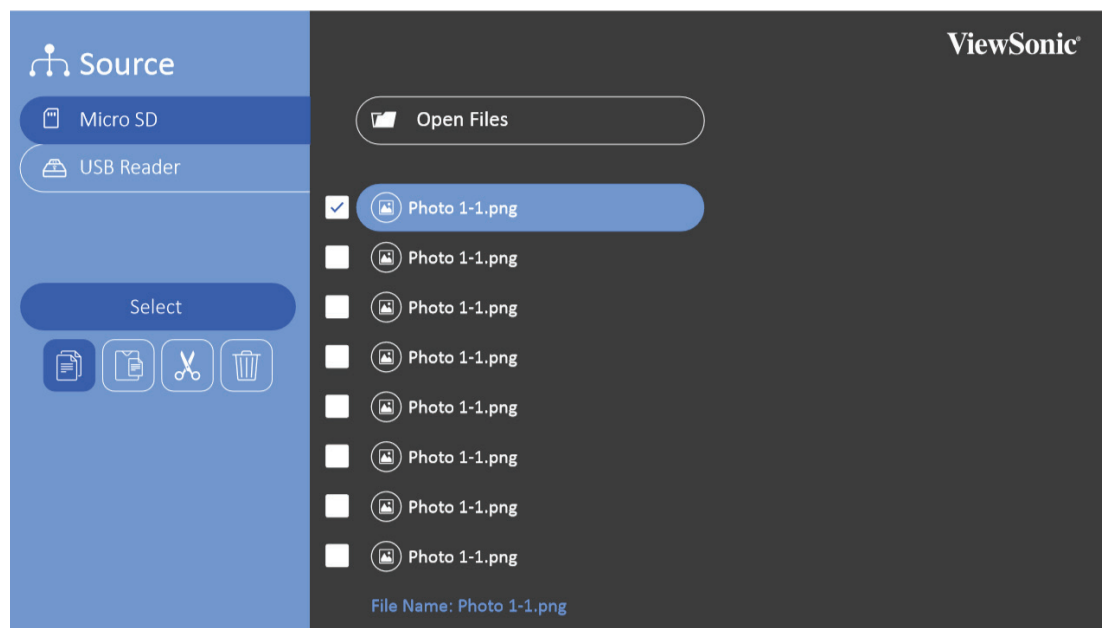 Source
Micro SD
USB Reader
Select
ViewSonic®
Open Files
Photo 1-1.png
Photo 1-1.png
Photo 1-1.png
Photo 1-1.png
Photo 1-1.png
Photo 1-1.png
Photo 1-1.png
Photo 1-1.png
File Name: Photo 1-1.png